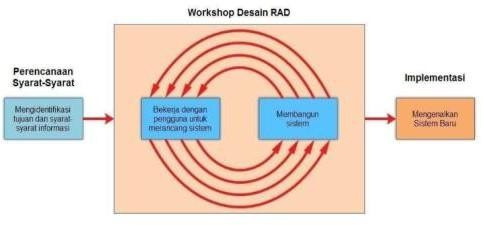 Workshop Desain RAD
Perencanaan
Syarat-Syarat
Mengidentifikasi
tujuan dan syarat-
syarat informasi
Bekerja dengan
pengguna untuk
merancang sistem
Membangun
sistem
Implementasi
Mengenalkan
Sistem Baru